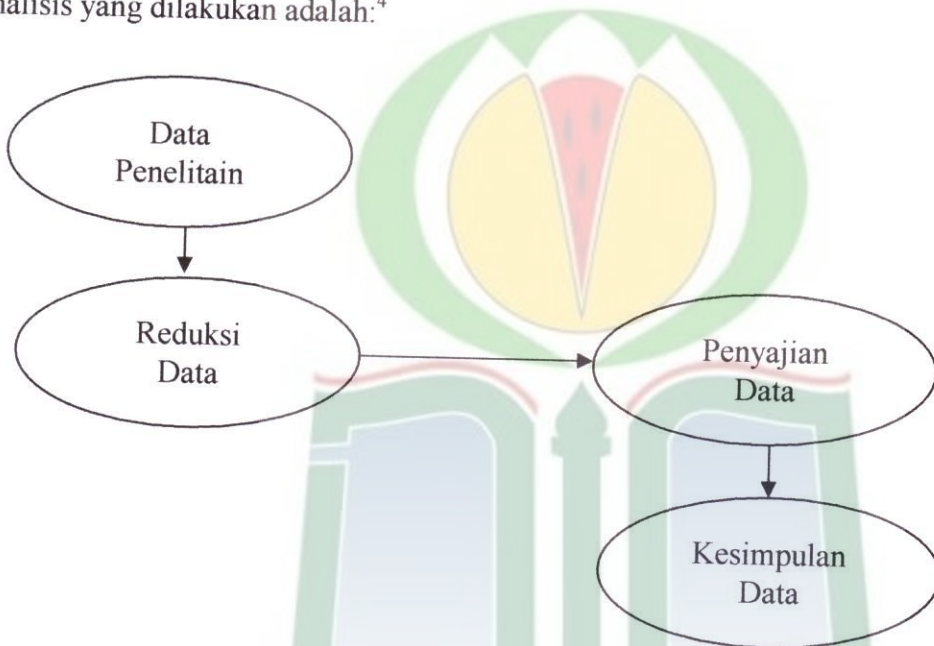 nalisis yang dilakukan adalah:⁴
Data
Penelitain
Reduksi
Data
Penyajian
Data
Kesimpulan
Data